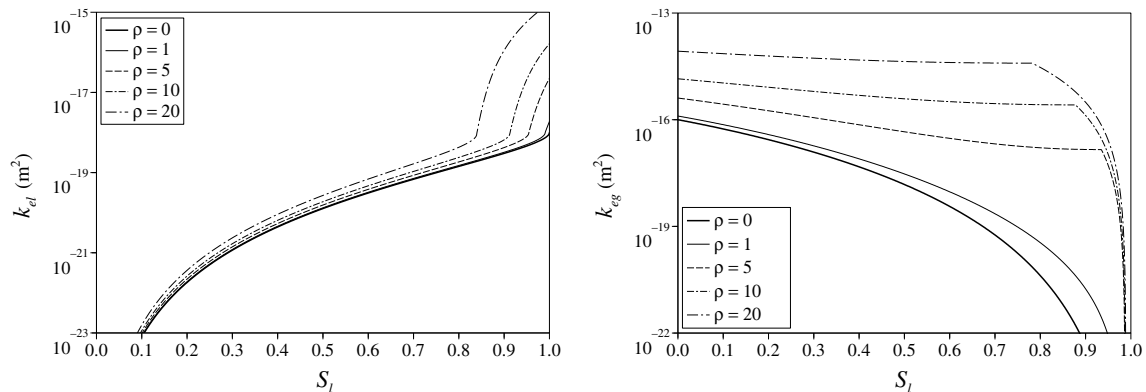 10⁻¹⁵
10⁻¹⁷
10⁻¹⁹
10⁻²¹
10⁻²³
k_el (m²)
ρ = 0
ρ = 1
ρ = 5
ρ = 10
ρ = 20
0.0 0.1 0.2 0.3 0.4 0.5 0.6 0.7 0.8 0.9 1.0
S_l
10⁻¹³
10⁻¹⁶
10⁻¹⁹
10⁻²²
k_eg (m²)
ρ = 0
ρ = 1
ρ = 5
ρ = 10
ρ = 20
0.0 0.1 0.2 0.3 0.4 0.5 0.6 0.7 0.8 0.9 1.0
S_l